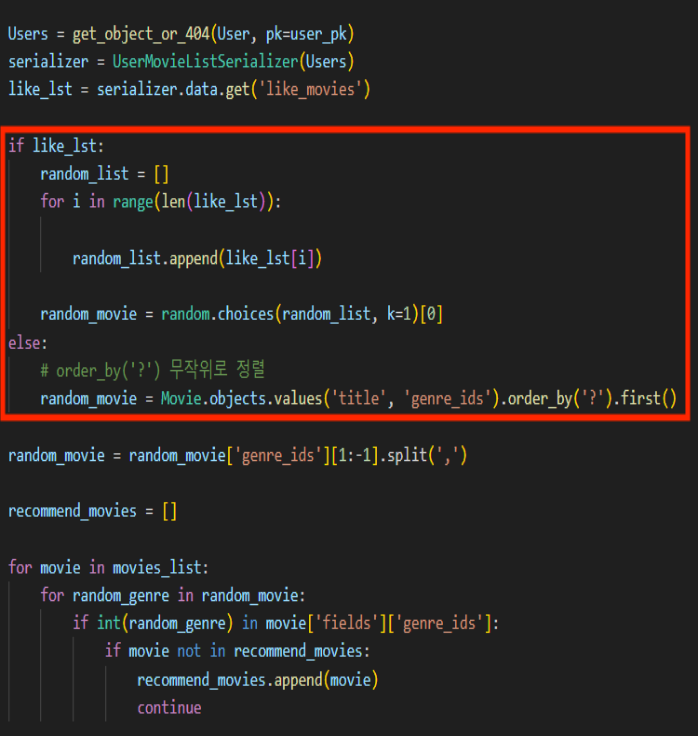 Users = get_object_or_404(User, pk=user_pk)
serializer = UserMovieListSerializer(Users)
like_lst = serializer.data.get('like_movies')
if like_lst:
random_list = []
for i in range(len(like_lst)):
random_list.append(like_lst[i])
random_movie = random.choices(random_list, k=1)[0]
else:
# order_by('?') 무작위로 정렬
random_movie = Movie.objects.values('title', 'genre_ids').order_by('?').first()
random_movie = random_movie['genre_ids'][1:-1].split(',')
recommend_movies = []
for movie in movies_list:
for random_genre in random_movie:
if int(random_genre) in movie['fields']['genre_ids']:
if movie not in recommend_movies:
recommend_movies.append(movie)
continue